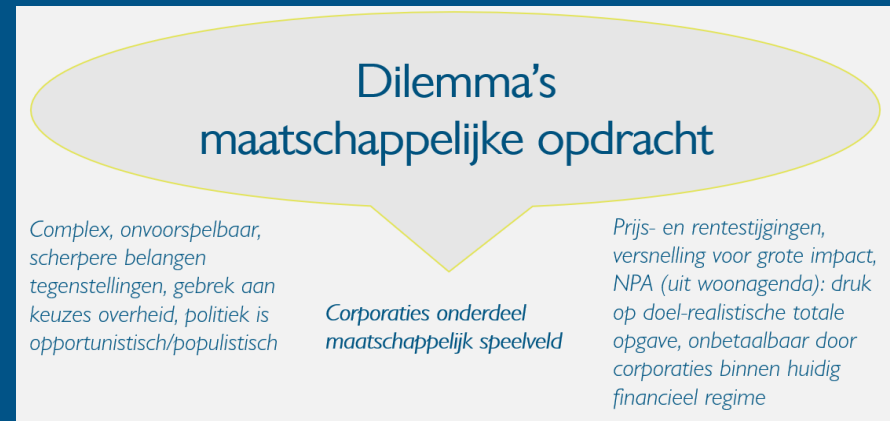 Dilemma's
maatschappelijke opdracht
Complex, onvoorspelbaar,
scherpere belangen
tegenstellingen, gebrek aan
keuzes overheid, politiek is
opportunistisch/populistisch
Corporaties onderdeel
maatschappelijk speelveld
Prijs- en rentestijgingen,
versnelling voor grote impact,
NPA (uit woonagenda): druk
op doel-realistische totale
opgave, onbetaalbaar door
corporaties binnen huidig
financieel regime